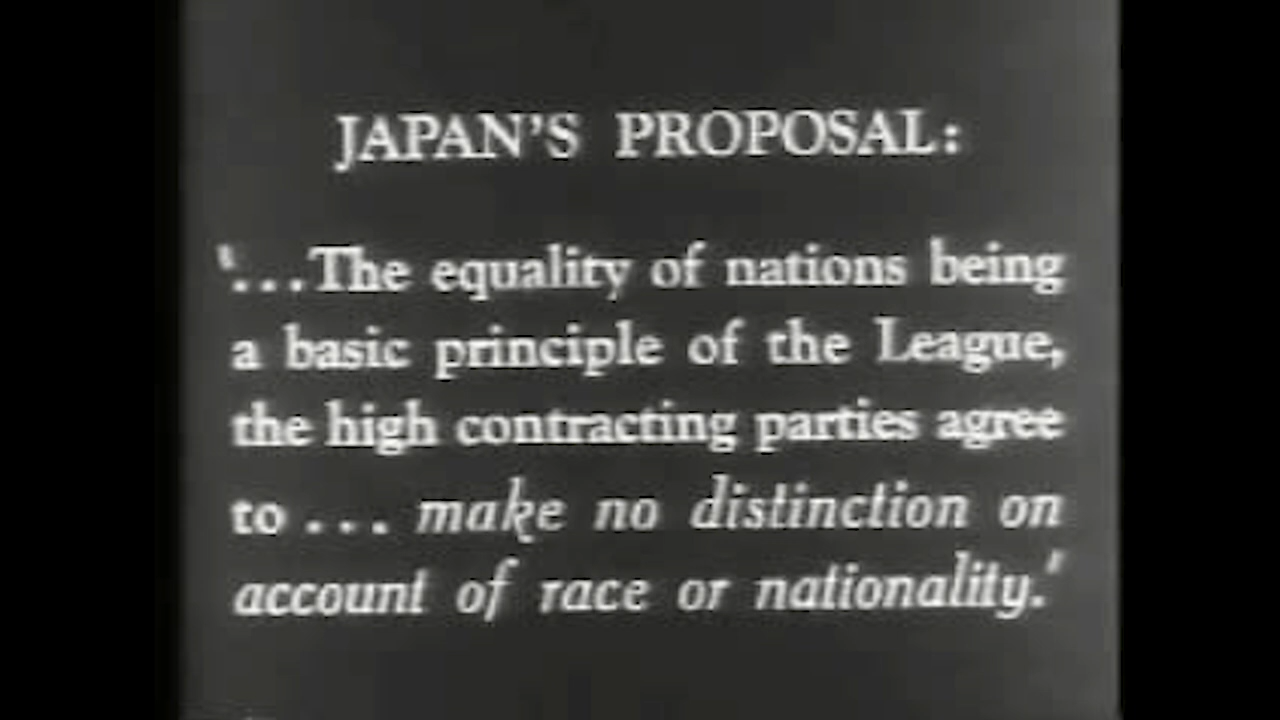 JAPAN'S PROPOSAL:
'...The equality of nations being
a basic principle of the League,
the high contracting parties agree
to ... make no distinction on
account of race or nationality.'